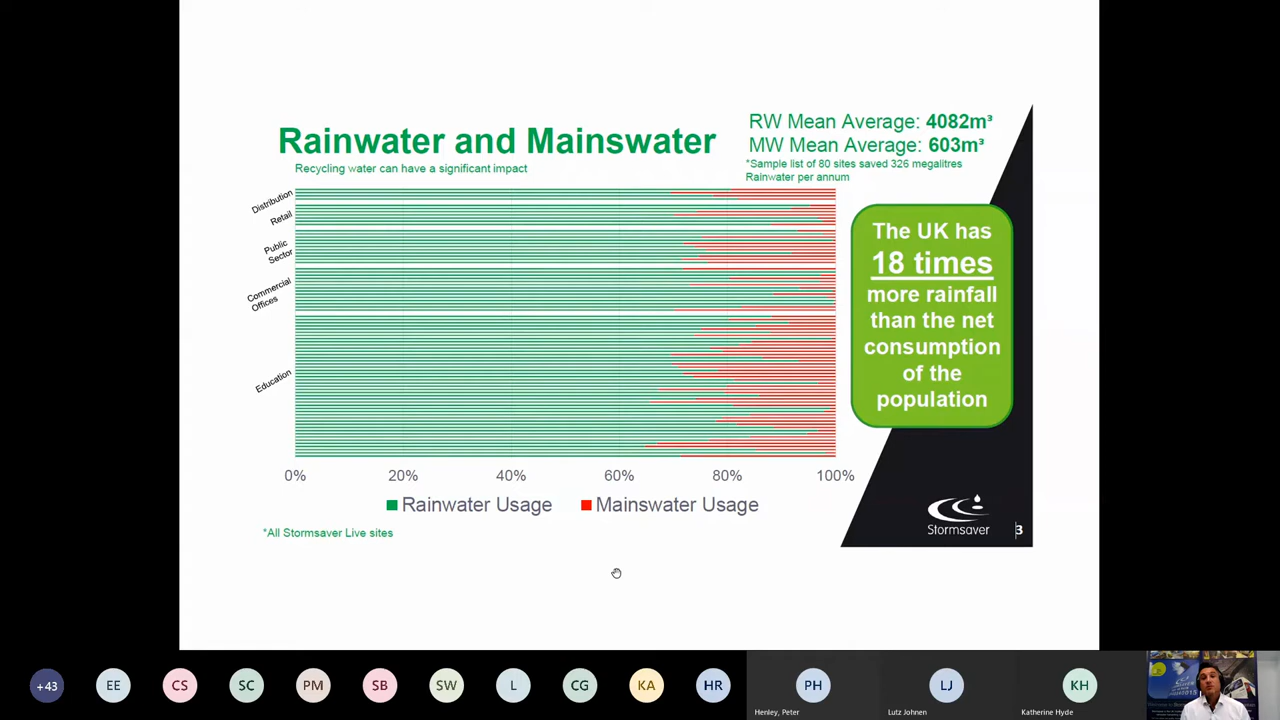 Rainwater and Mainswater
Recycling water can have a significant impact
RW Mean Average: 4082m³
MW Mean Average: 603m³
*Sample list of 80 sites saved 326 megalitres
Rainwater per annum
Distribution
Retail
Public
Sector
Commercial
Offices
Education
0% 20% 40% 60% 80% 100%
Rainwater Usage Mainswater Usage
*All Stormsaver Live sites
The UK has
18 times
more rainfall
than the net
consumption
of the
population
Stormsaver
3
+43 EE CS SC PM SB SW L CG KA HR PH LJ KH
Henley, Peter Lutz Johnen Katherine Hyde